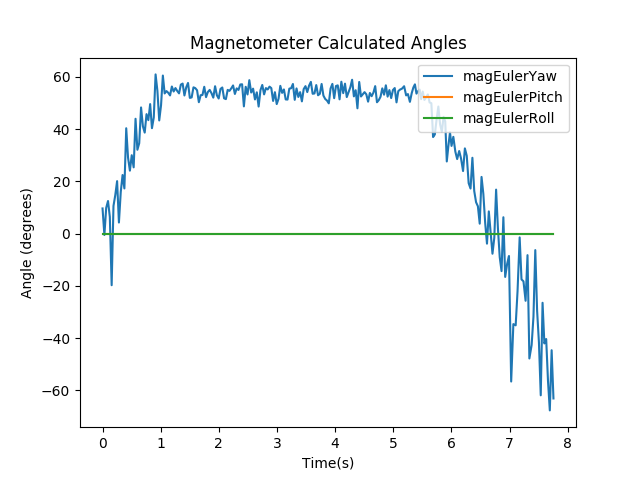 Magnetometer Calculated Angles
magEulerYaw
magEulerPitch
magEulerRoll
Angle (degrees)
60
40
20
0
−20
−40
−60
0 1 2 3 4 5 6 7 8
Time(s)